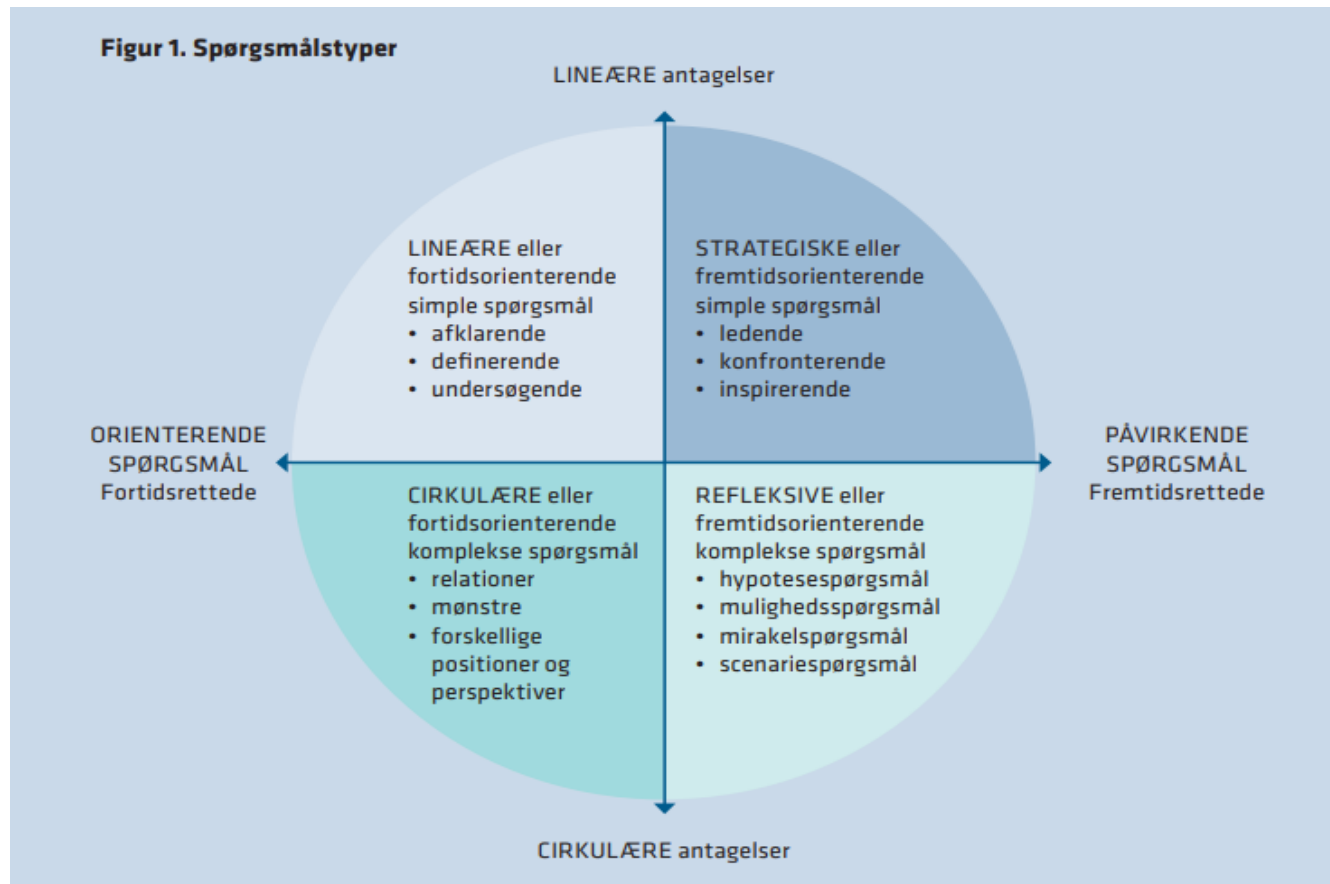 Figur 1. Spørgsmålstyper
LINEÆRE antagelser
LINEÆRE eller
fortidsorienterende
simple spørgsmål
• afklarende
• definerende
• undersøgende
STRATEGISKE eller
fremtidsorienterende
simple spørgsmål
• ledende
• konfronterende
• inspirerende
ORIENTERENDE
SPØRGSMÅL
Fortidsrettede
PÅVIRKENDE
SPØRGSMÅL
Fremtidsrettede
CIRKULÆRE eller
fortidsorienterende
komplekse spørgsmål
• relationer
• mønstre
• forskellige
positioner og
perspektiver
REFLEKSIVE eller
fremtidsorienterende
komplekse spørgsmål
• hypotesespørgsmål
• mulighedsspørgsmål
• mirakelspørgsmål
• scenariespørgsmål
CIRKULÆRE antagelser